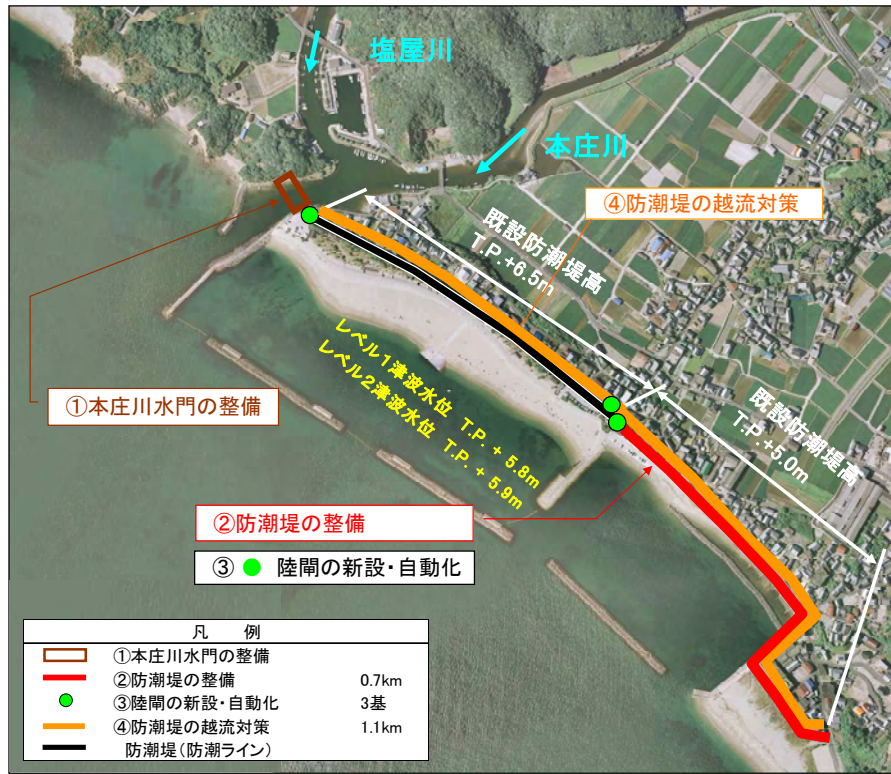 塩屋川
本庄川
④防潮堤の越流対策
既設防潮堤高
T.P.+6.5m
レベル1津波水位 T.P. + 5.8m
レベル2津波水位 T.P. + 5.9m
既設防潮堤高
T.P.+5.0m
①本庄川水門の整備
②防潮堤の整備
③ 陸閘の新設・自動化
凡 例
①本庄川水門の整備
②防潮堤の整備 0.7km
③陸閘の新設・自動化 3基
④防潮堤の越流対策 1.1km
防潮堤(防潮ライン)